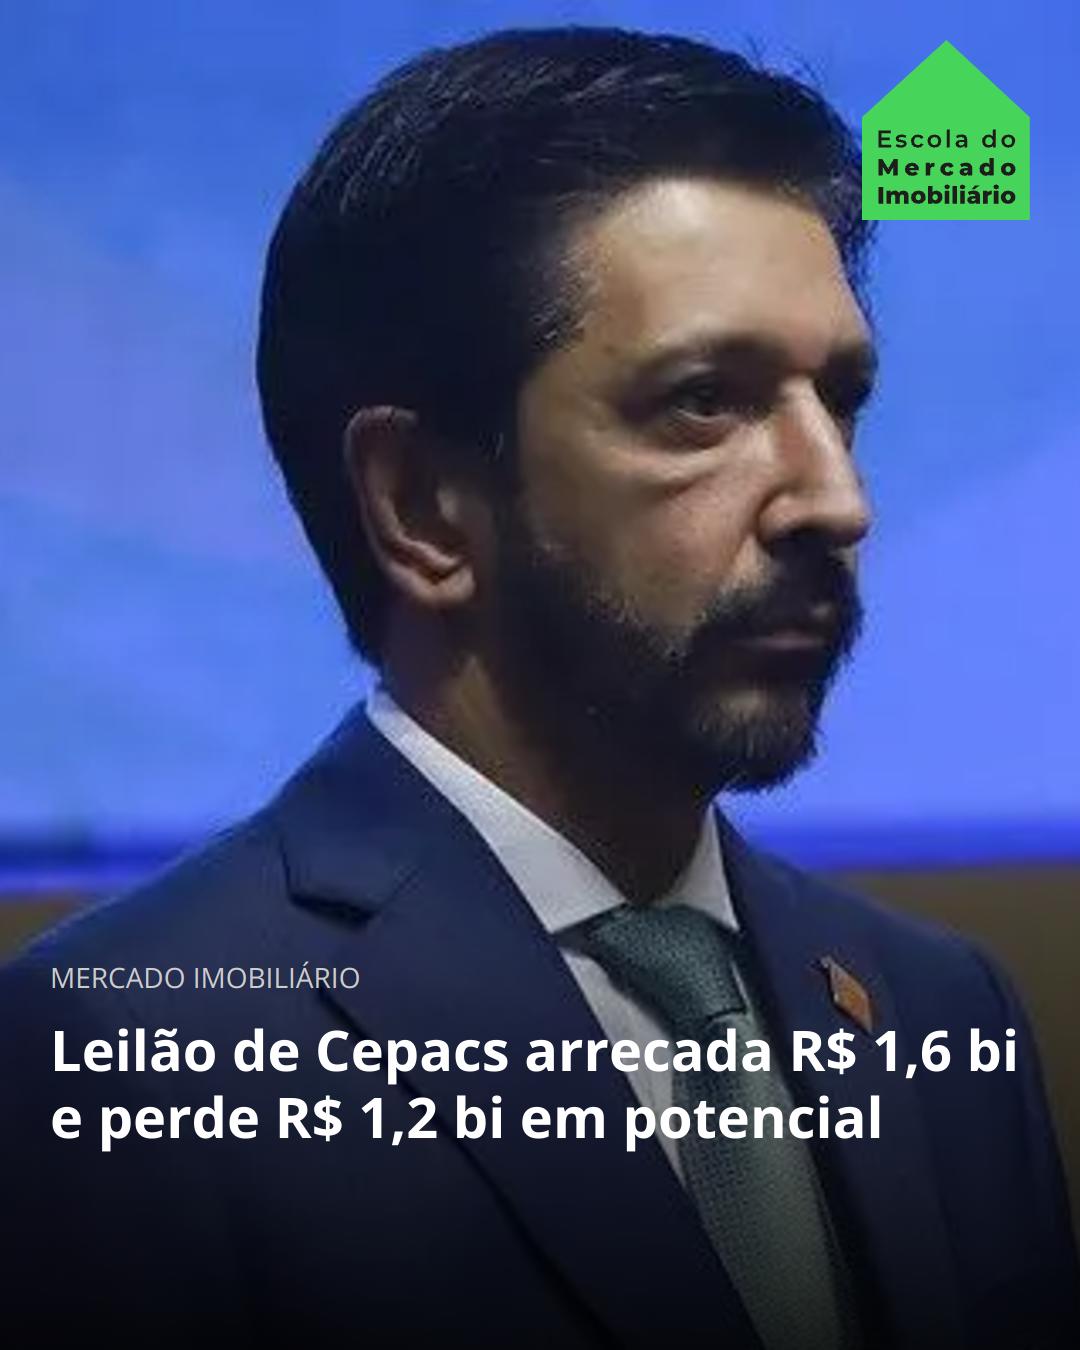 Escola do
Mercado
Imobiliário
MERCADO IMOBILIÁRIO
Leilão de Cepacs arrecada R$ 1,6 bi
e perde R$ 1,2 bi em potencial